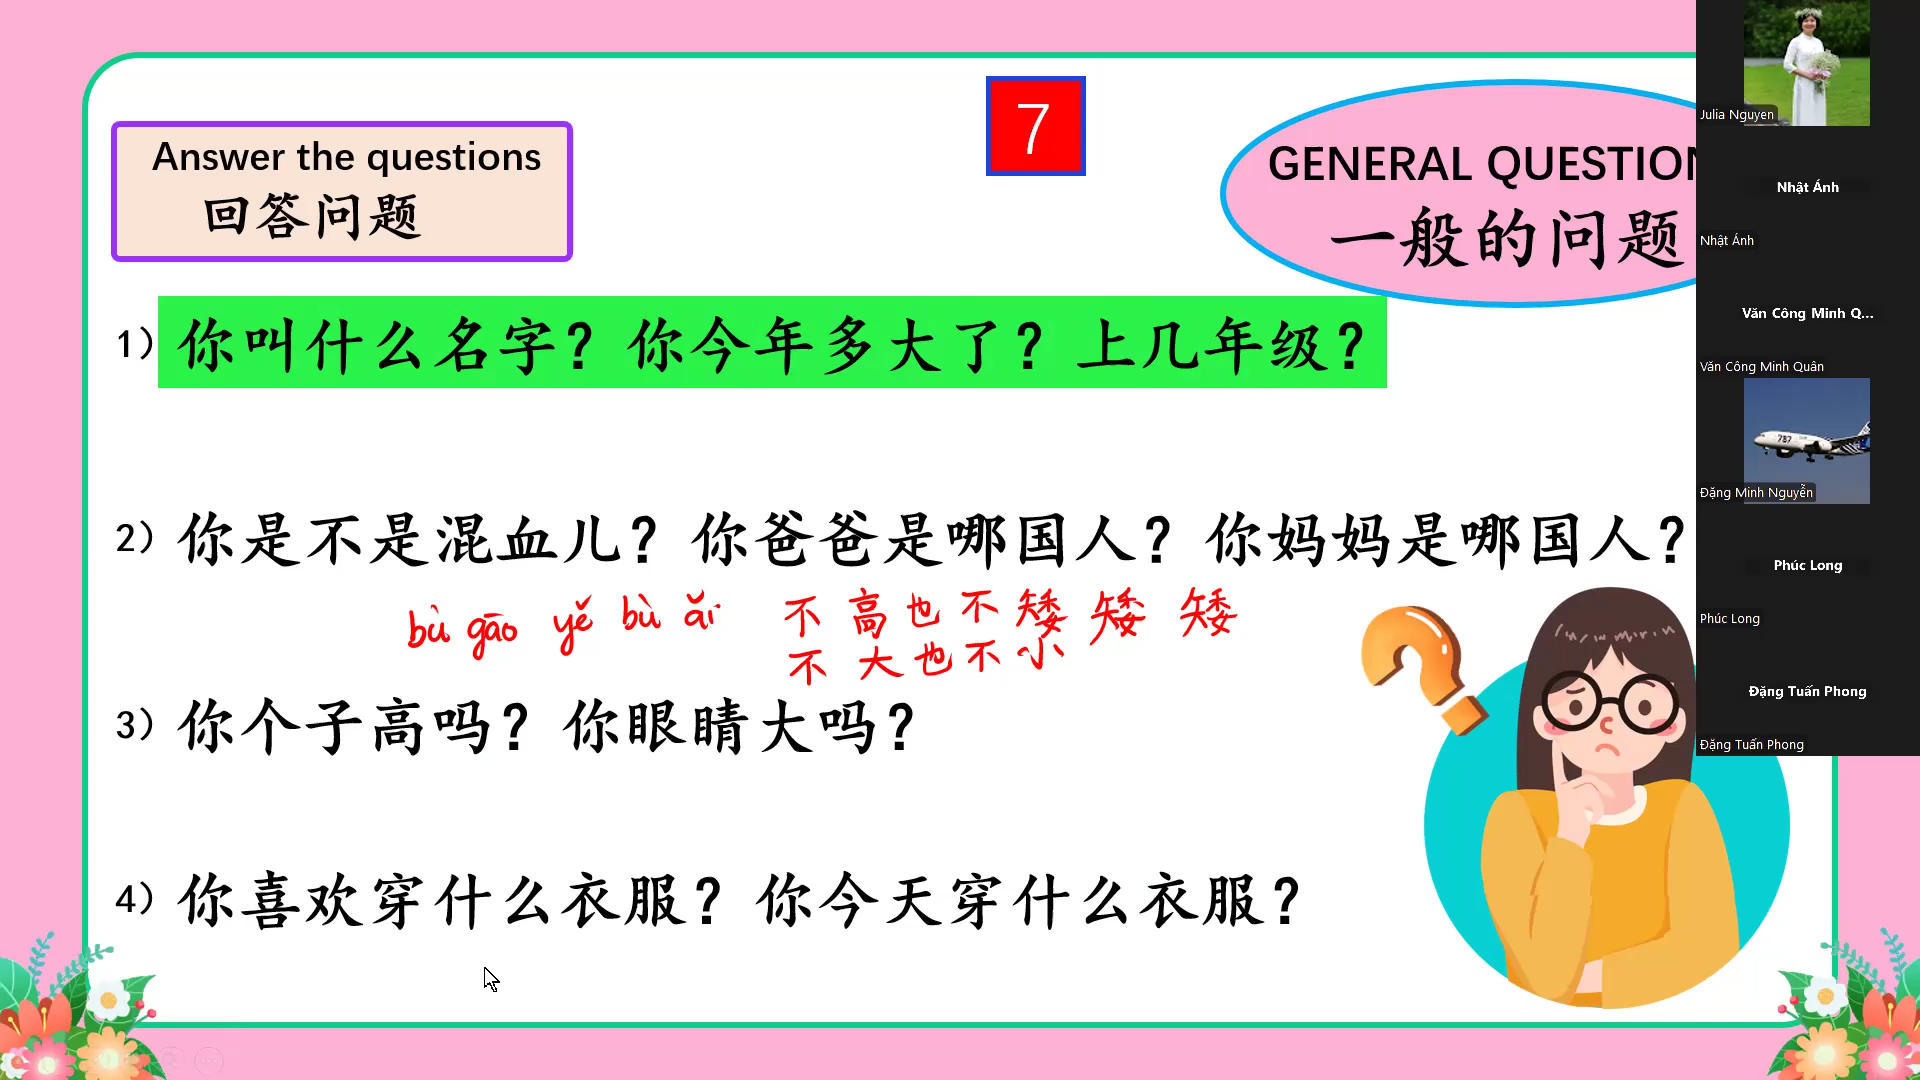 7
Answer the questions
回答问题
GENERAL QUESTION
一般的问题
1) 你叫什么名字？你今年多大了？上几年级？
2) 你是不是混血儿？你爸爸是哪国人？你妈妈是哪国人？
bù gāo yě bù ǎi 不高也不矮 矮 矮
不大也不小
3) 你个子高吗？你眼睛大吗？
4) 你喜欢穿什么衣服？你今天穿什么衣服？
Julia Nguyen
Nhật Ánh
Nhật Ánh
Văn Công Minh Q...
Văn Công Minh Quân
787
Đặng Minh Nguyễn
Phúc Long
Phúc Long
Đặng Tuấn Phong
Đặng Tuấn Phong